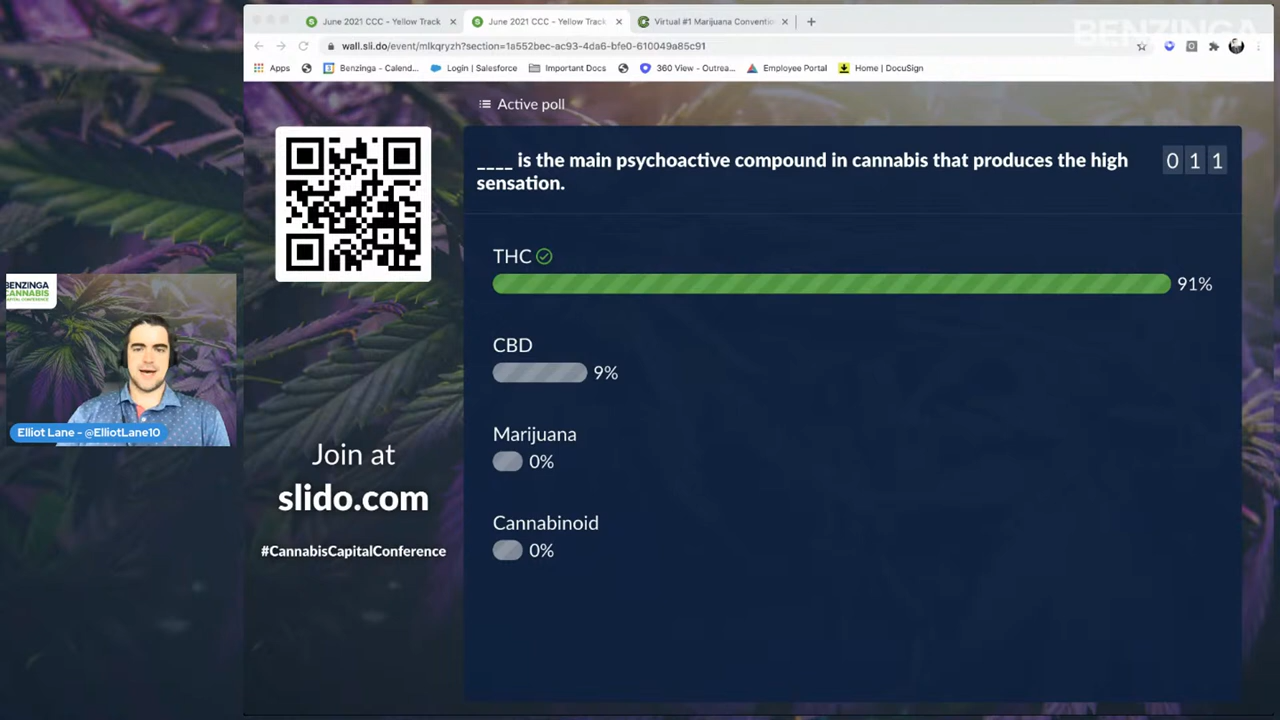 June 2021 CCC - Yellow Track
June 2021 CCC - Yellow Track
Virtual #1 Marijuana Conventio
BENZINGA
wall.sli.do/event/mlkqryzh?section=1a552bec-ac93-4da6-bfe0-610049a85c91
Apps
Benzinga - Calend...
Login | Salesforce
Important Docs
360 View - Outrea...
Employee Portal
Home | DocuSign
Active poll
____ is the main psychoactive compound in cannabis that produces the high
sensation.
011
THC
91%
CBD
9%
Marijuana
0%
Cannabinoid
0%
Join at
slido.com
#CannabisCapitalConference
BENZINGA
CANNABIS
CAPITAL CONFERENCE
Elliot Lane - @ElliotLane10